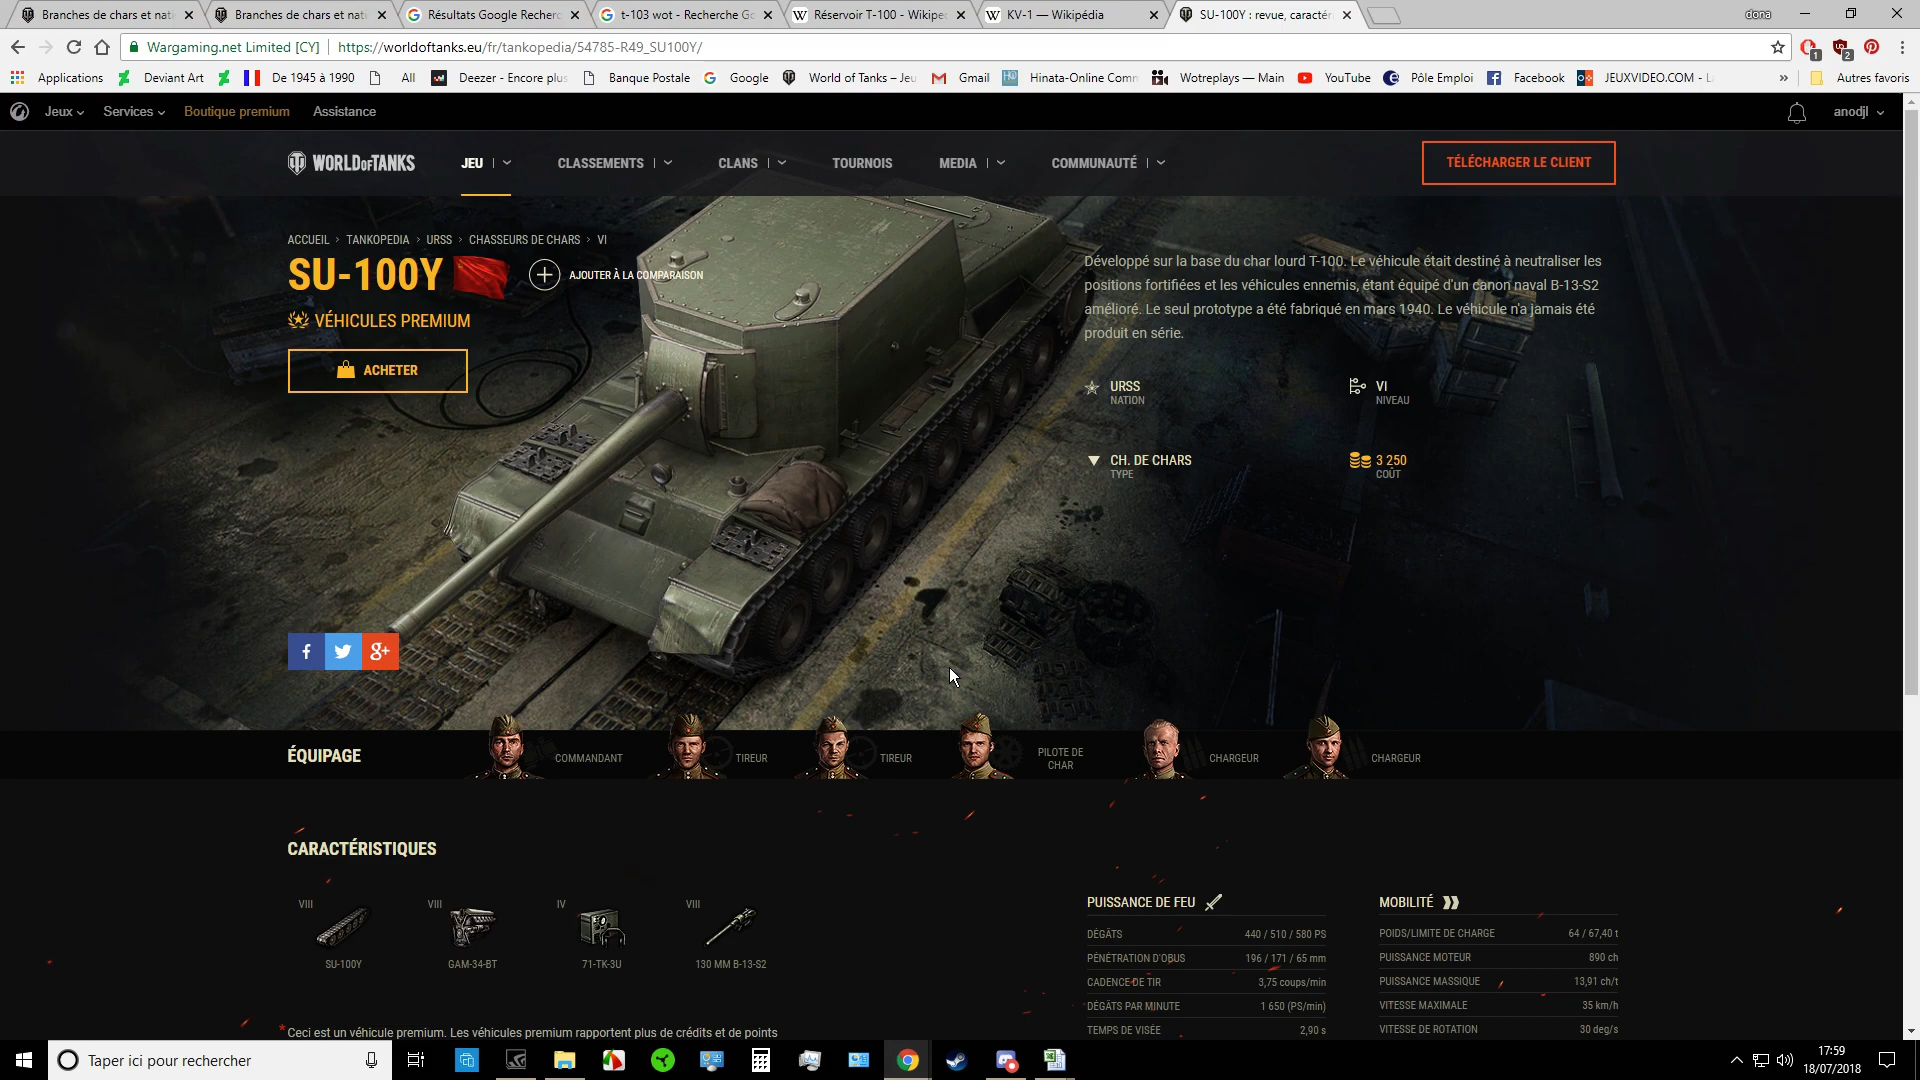 Branches de chars et nati
Branches de chars et nati
Résultats Google Recherc
t-103 wot - Recherche Go
Réservoir T-100 - Wikipec
KV-1 — Wikipédia
SU-100Y : revue, caractér
dona
Wargaming.net Limited [CY]
https://worldoftanks.eu/fr/tankopedia/54785-R49_SU100Y/
1
2
Applications
Deviant Art
De 1945 à 1990
All
Deezer - Encore plus
Banque Postale
Google
World of Tanks – Jeu
Gmail
Hinata-Online Comm
Wotreplays — Main
YouTube
Pôle Emploi
Facebook
JEUXVIDEO.COM - La
»
Autres favoris
Jeux
Services
Boutique premium
Assistance
anodjl
WORLD OF TANKS
JEU
CLASSEMENTS
CLANS
TOURNOIS
MEDIA
COMMUNAUTÉ
TÉLÉCHARGER LE CLIENT
ACCUEIL › TANKOPEDIA › URSS › CHASSEURS DE CHARS › VI
SU-100Y
AJOUTER À LA COMPARAISON
VÉHICULES PREMIUM
ACHETER
Développé sur la base du char lourd T-100. Le véhicule était destiné à neutraliser les
positions fortifiées et les véhicules ennemis, étant équipé d'un canon naval B-13-S2
amélioré. Le seul prototype a été fabriqué en mars 1940. Le véhicule n'a jamais été
produit en série.
URSS
NATION
VI
NIVEAU
CH. DE CHARS
TYPE
3 250
COÛT
f
g+
ÉQUIPAGE
COMMANDANT
TIREUR
TIREUR
PILOTE DE
CHAR
CHARGEUR
CHARGEUR
CARACTÉRISTIQUES
VIII
SU-100Y
VIII
GAM-34-BT
IV
71-TK-3U
VIII
130 MM B-13-S2
PUISSANCE DE FEU
DÉGÂTS 440 / 510 / 580 PS
PÉNÉTRATION D'OBUS 196 / 171 / 65 mm
CADENCE DE TIR 3,75 coups/min
DÉGÂTS PAR MINUTE 1 650 (PS/min)
TEMPS DE VISÉE 2,90 s
MOBILITÉ
POIDS/LIMITE DE CHARGE 64 / 67,40 t
PUISSANCE MOTEUR 890 ch
PUISSANCE MASSIQUE 13,91 ch/t
VITESSE MAXIMALE 35 km/h
VITESSE DE ROTATION 30 deg/s
* Ceci est un véhicule premium. Les véhicules premium rapportent plus de crédits et de points
Taper ici pour rechercher
17:59
18/07/2018